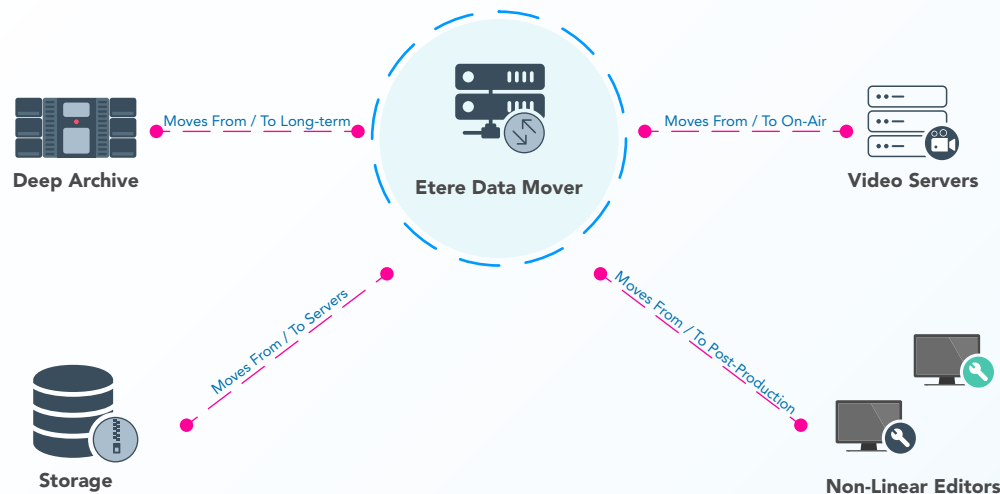 Moves From / To Long-term
Moves From / To On-Air
Deep Archive
Etere Data Mover
Video Servers
Moves From / To Servers
Moves From / To Post-Production
Storage
Non-Linear Editors